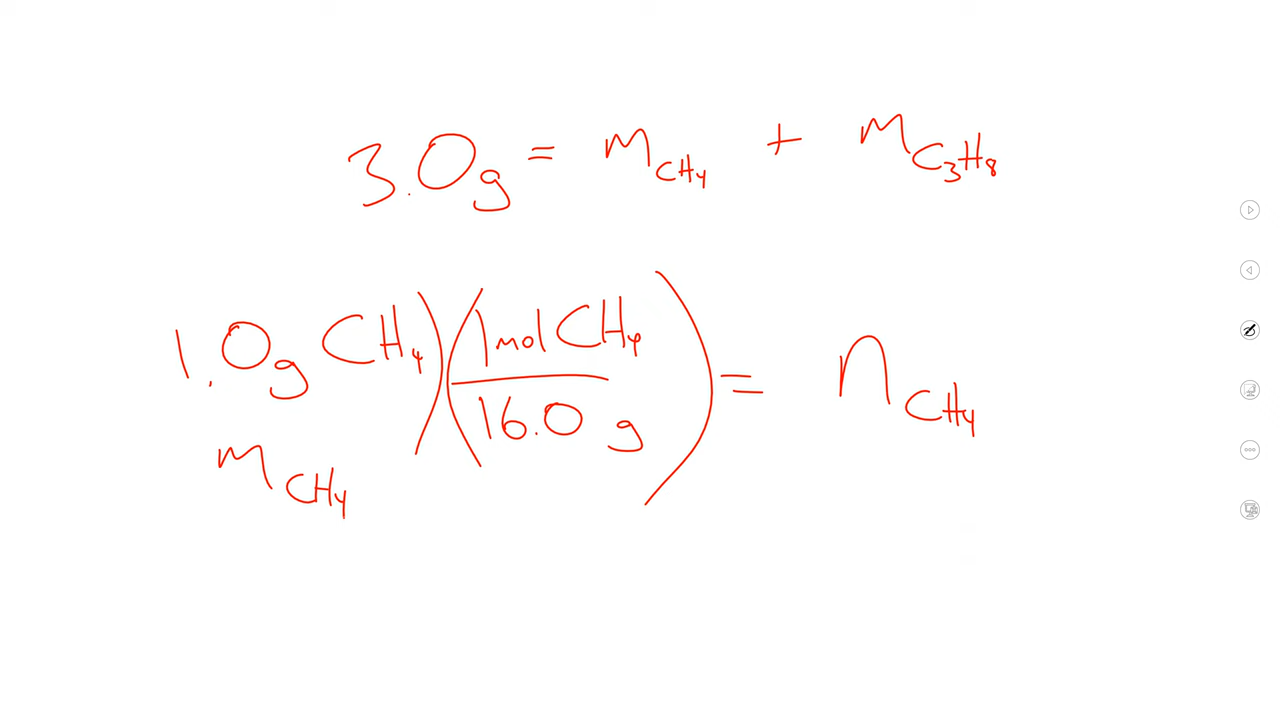 3.0g = m_CH4 + m_C3H8
1.0g CH4) (1 mol CH4 / 16.0 g) = n_CH4
m_CH4